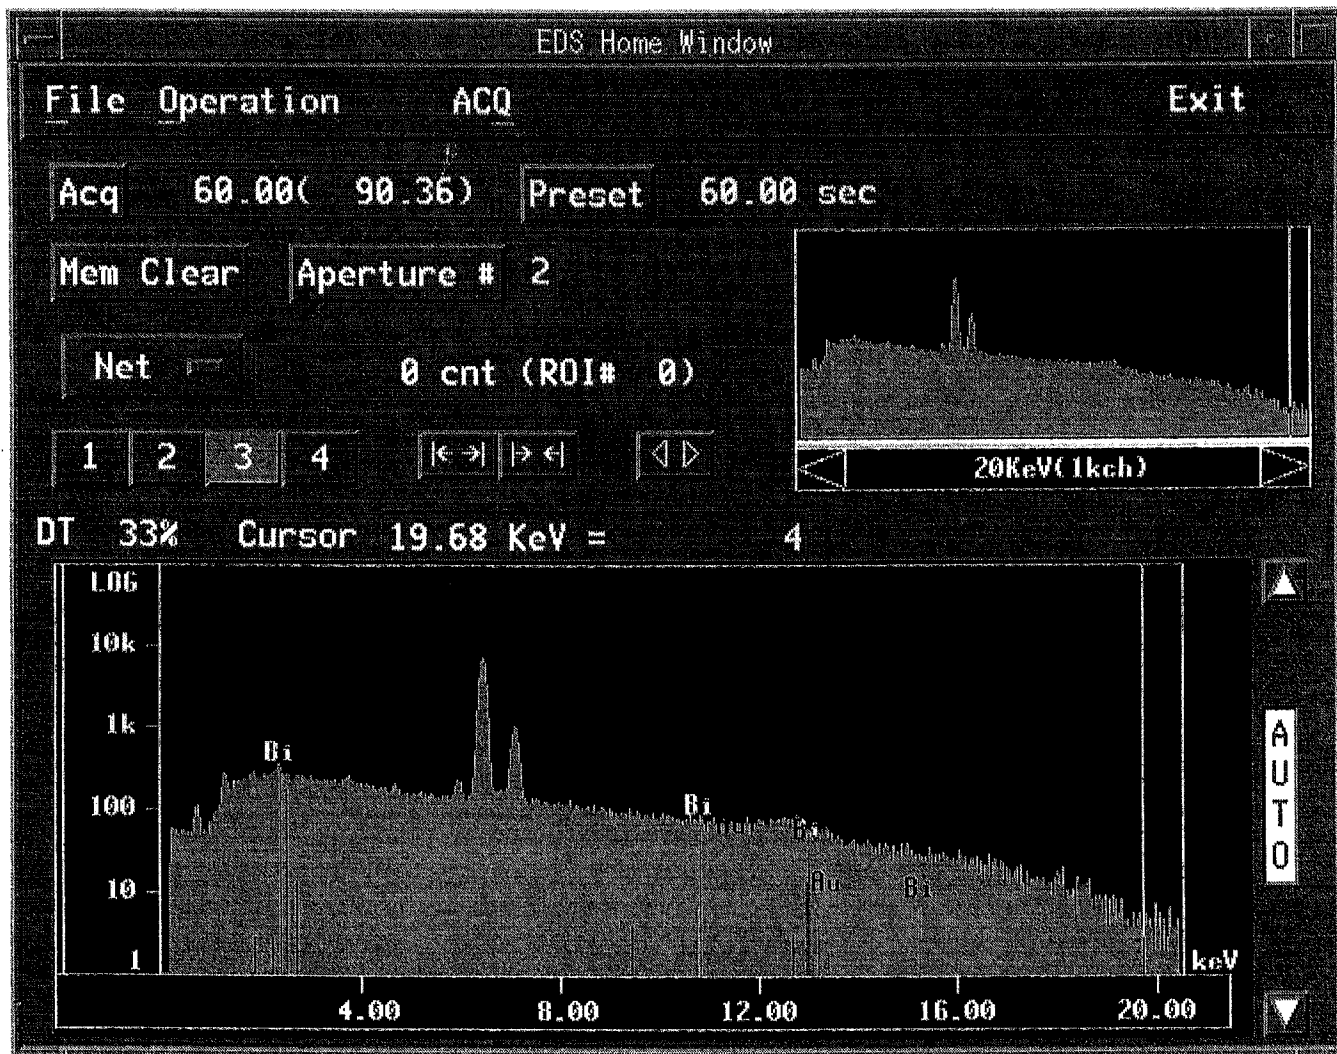 EDS Home Window
File Operation ACQ Exit
Acq 60.00( 90.36) Preset 60.00 sec
Mem Clear Aperture # 2
Net 0 cnt (ROI# 0)
1 2 3 4
20KeV(1kch)
DT 33% Cursor 19.68 KeV = 4
LOG
10k
1k
Bi
100 Bi
Bi
10 Au Bi
1 keV
4.00 8.00 12.00 16.00 20.00
AUTO